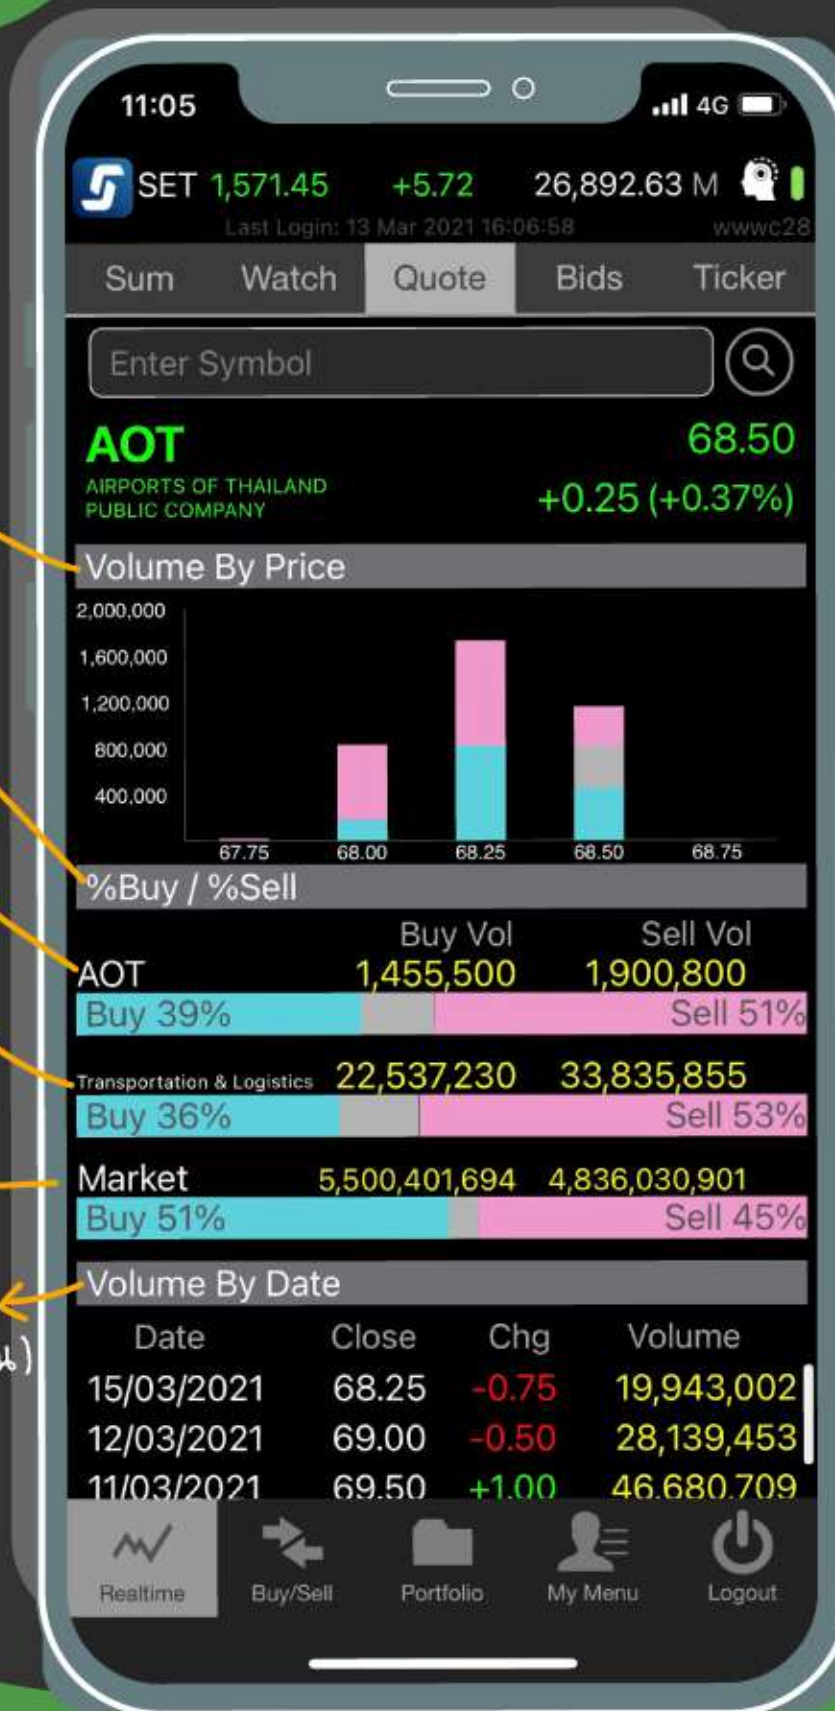 11:05 4G
SET 1,571.45 +5.72 26,892.63 M
Last Login: 13 Mar 2021 16:06:58 wwwc28
Sum Watch Quote Bids Ticker
Enter Symbol
AOT 68.50
AIRPORTS OF THAILAND
PUBLIC COMPANY
+0.25 (+0.37%)
Volume By Price
2,000,000
1,600,000
1,200,000
800,000
400.000
67.75 68.00 68.25 68.50 68.75
%Buy / %Sell
Buy Vol Sell Vol
AOT 1,455,500 1,900,800
Buy 39% Sell 51%
Transportation & Logistics 22,537,230 33,835,855
Buy 36% Sell 53%
Market 5,500,401,694 4,836,030,901
Buy 51% Sell 45%
Volume By Date
Date Close Chg Volume
15/03/2021 68.25 -0.75 19,943,002
12/03/2021 69.00 -0.50 28,139,453
11/03/2021 69.50 +1.00 46,680,709
Realtime Buy/Sell Portfolio My Menu Logout